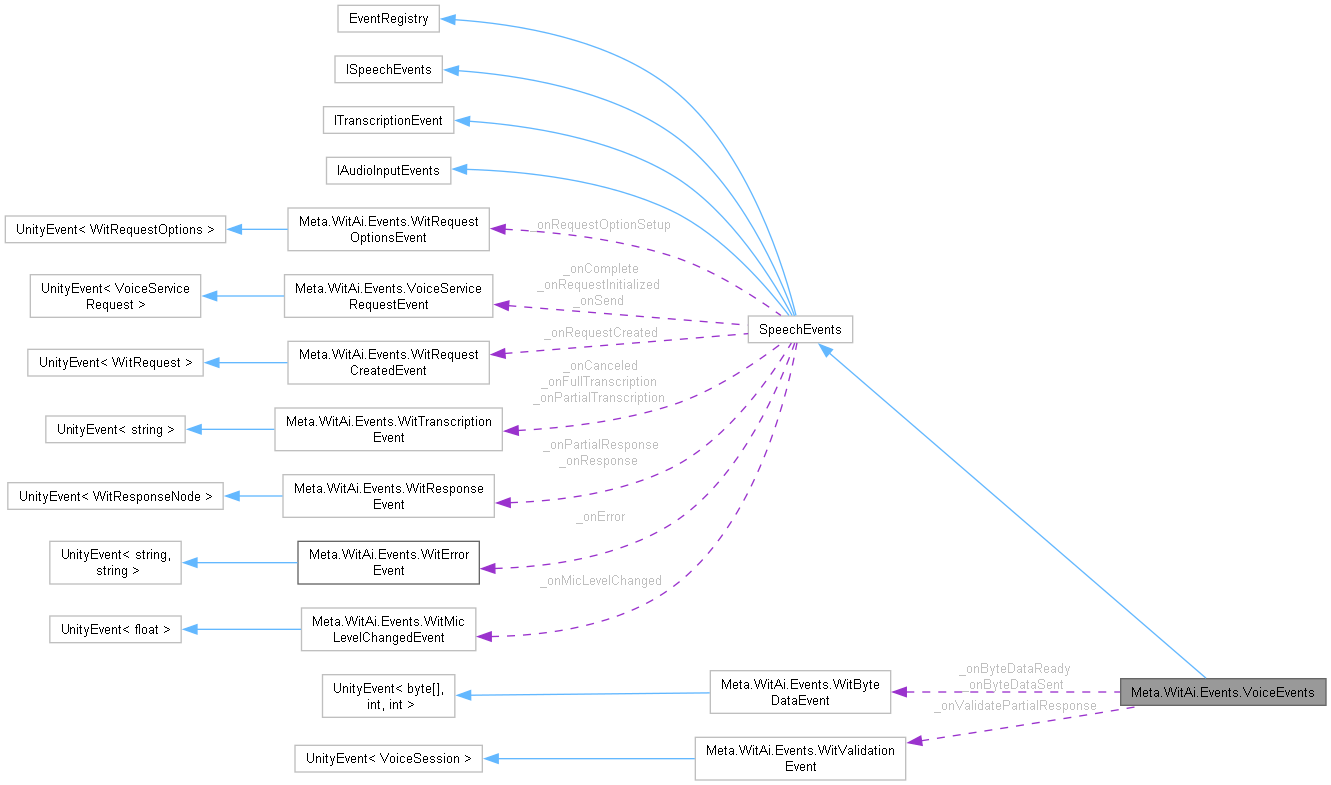 EventRegistry
ISpeechEvents
ITranscriptionEvent
IAudioInputEvents
UnityEvent< WitRequestOptions >
Meta.WitAi.Events.WitRequest
OptionsEvent
_onRequestOptionSetup
UnityEvent< VoiceService
Request >
Meta.WitAi.Events.VoiceService
RequestEvent
_onComplete
_onRequestInitialized
_onSend
SpeechEvents
UnityEvent< WitRequest >
Meta.WitAi.Events.WitRequest
CreatedEvent
_onRequestCreated
UnityEvent< string >
Meta.WitAi.Events.WitTranscription
Event
_onCanceled
_onFullTranscription
_onPartialTranscription
UnityEvent< WitResponseNode >
Meta.WitAi.Events.WitResponse
Event
_onPartialResponse
_onResponse
UnityEvent< string,
string >
Meta.WitAi.Events.WitError
Event
_onError
UnityEvent< float >
Meta.WitAi.Events.WitMic
LevelChangedEvent
_onMicLevelChanged
UnityEvent< byte[],
int, int >
Meta.WitAi.Events.WitByte
DataEvent
_onByteDataReady
_onByteDataSent
Meta.WitAi.Events.VoiceEvents
UnityEvent< VoiceSession >
Meta.WitAi.Events.WitValidation
Event
_onValidatePartialResponse